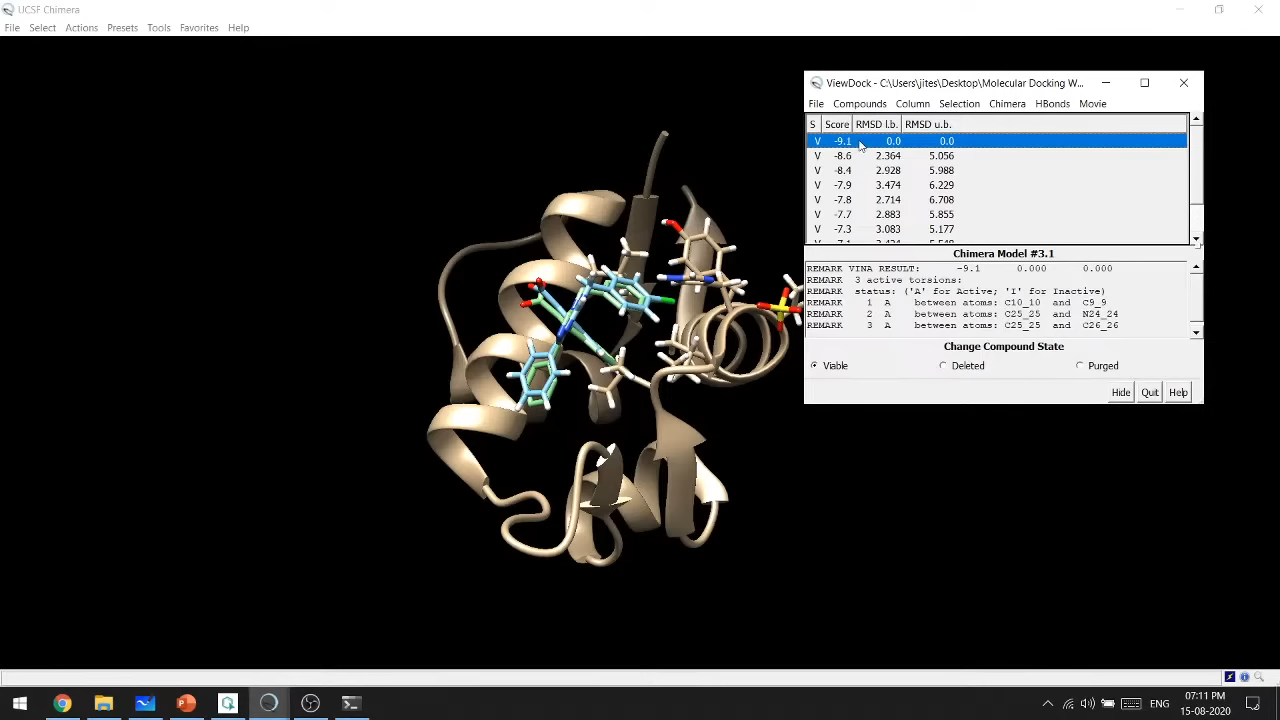 UCSF Chimera
File Select Actions Presets Tools Favorites Help
ViewDock - C:\Users\jites\Desktop\Molecular Docking W...
File Compounds Column Selection Chimera HBonds Movie
S Score RMSD l.b. RMSD u.b.
V -9.1 0.0 0.0
V -8.6 2.364 5.056
V -8.4 2.928 5.988
V -7.9 3.474 6.229
V -7.8 2.714 6.708
V -7.7 2.883 5.855
V -7.3 3.083 5.177
Chimera Model #3.1
REMARK VINA RESULT: -9.1 0.000 0.000
REMARK 3 active torsions:
REMARK status: ('A' for Active; 'I' for Inactive)
REMARK 1 A between atoms: C10_10 and C9_9
REMARK 2 A between atoms: C25_25 and N24_24
REMARK 3 A between atoms: C25_25 and C26_26
Change Compound State
Viable Deleted Purged
Hide Quit Help
ENG
07:11 PM
15-08-2020